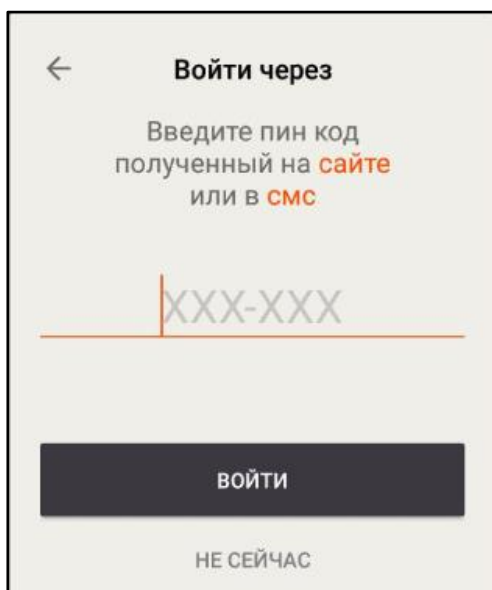 Войти через
Введите пин код
полученный на сайте
или в смс
XXX-XXX
ВОЙТИ
НЕ СЕЙЧАС